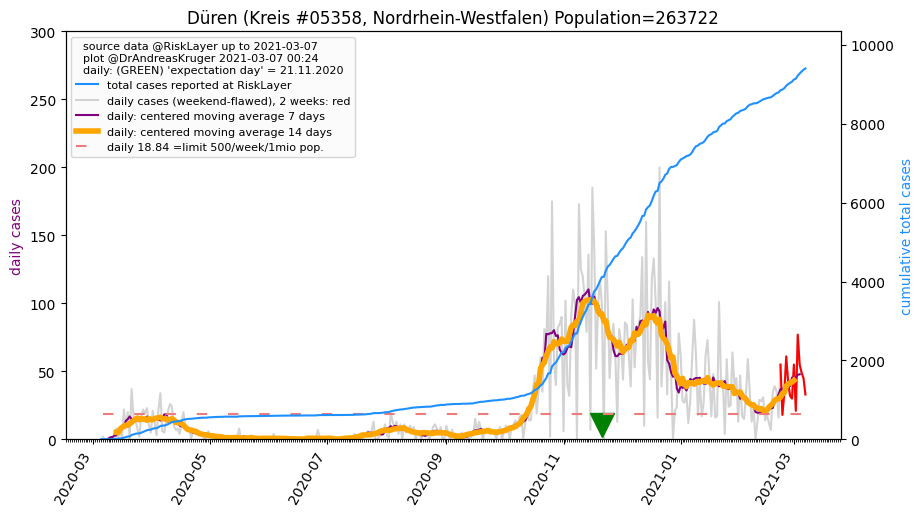 Düren (Kreis #05358, Nordrhein-Westfalen) Population=263722
source data @RiskLayer up to 2021-03-07
plot @DrAndreasKruger 2021-03-07 00:24
daily: (GREEN) 'expectation day' = 21.11.2020
total cases reported at RiskLayer
daily cases (weekend-flawed), 2 weeks: red
daily: centered moving average 7 days
daily: centered moving average 14 days
daily 18.84 =limit 500/week/1mio pop.
daily cases
300
250
200
150
100
50
0
cumulative total cases
10000
8000
6000
4000
2000
0
2020-03
2020-05
2020-07
2020-09
2020-11
2021-01
2021-03